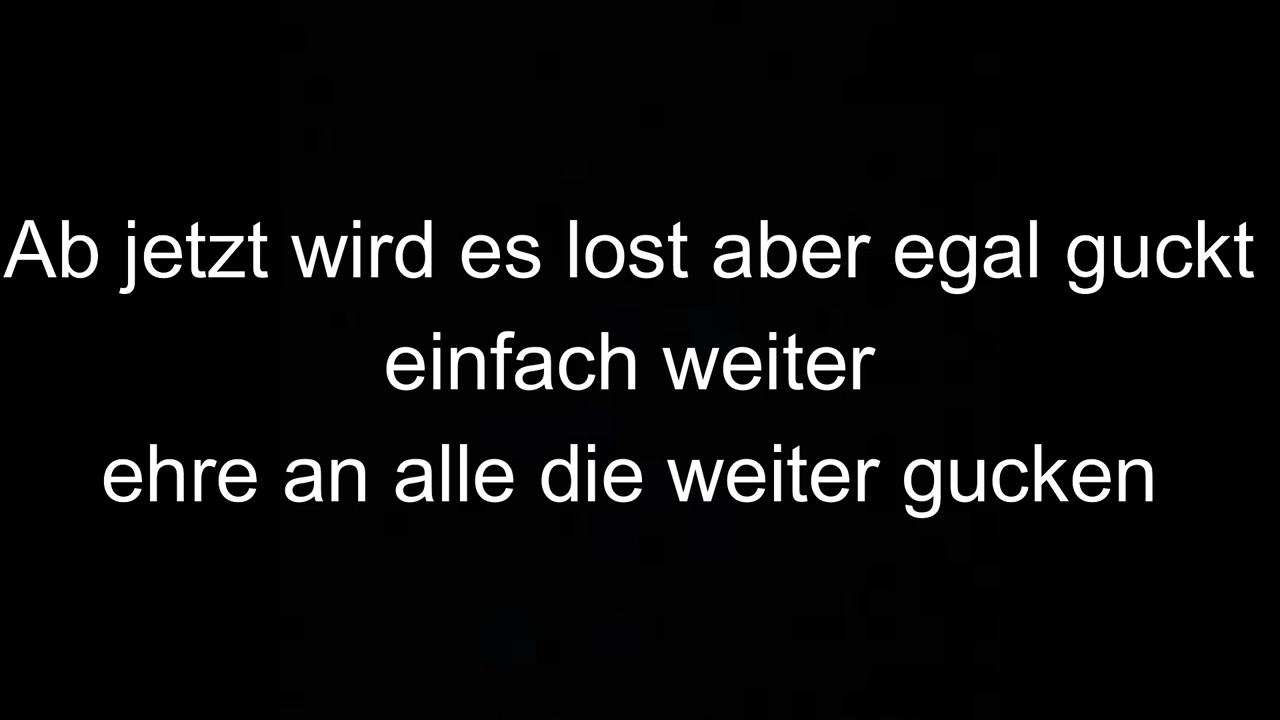 Ab jetzt wird es lost aber egal guckt
einfach weiter
ehre an alle die weiter gucken